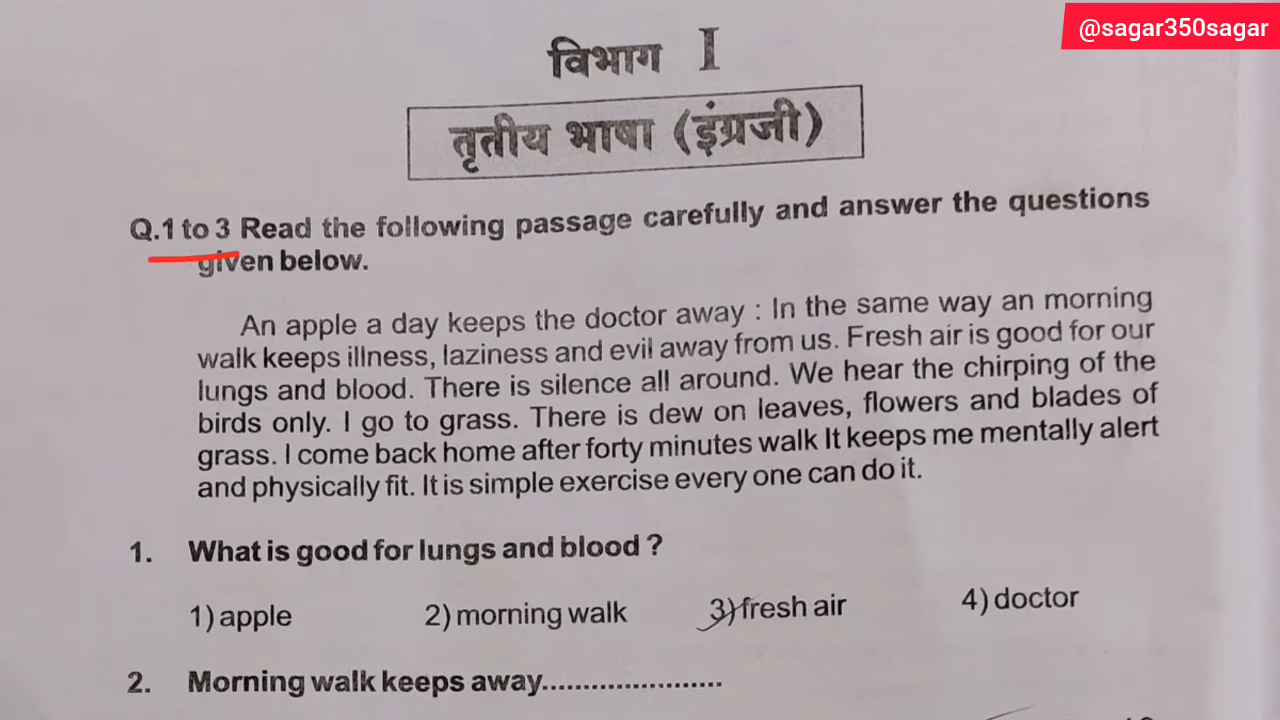 @sagar350sagar
विभाग I
तृतीय भाषा (इंग्रजी)
Q.1 to 3 Read the following passage carefully and answer the questions
given below.
An apple a day keeps the doctor away : In the same way an morning
walk keeps illness, laziness and evil away from us. Fresh air is good for our
lungs and blood. There is silence all around. We hear the chirping of the
birds only. I go to grass. There is dew on leaves, flowers and blades of
grass. I come back home after forty minutes walk It keeps me mentally alert
and physically fit. It is simple exercise every one can do it.
1. What is good for lungs and blood ?
1) apple 2) morning walk 3) fresh air 4) doctor
2. Morning walk keeps away......................